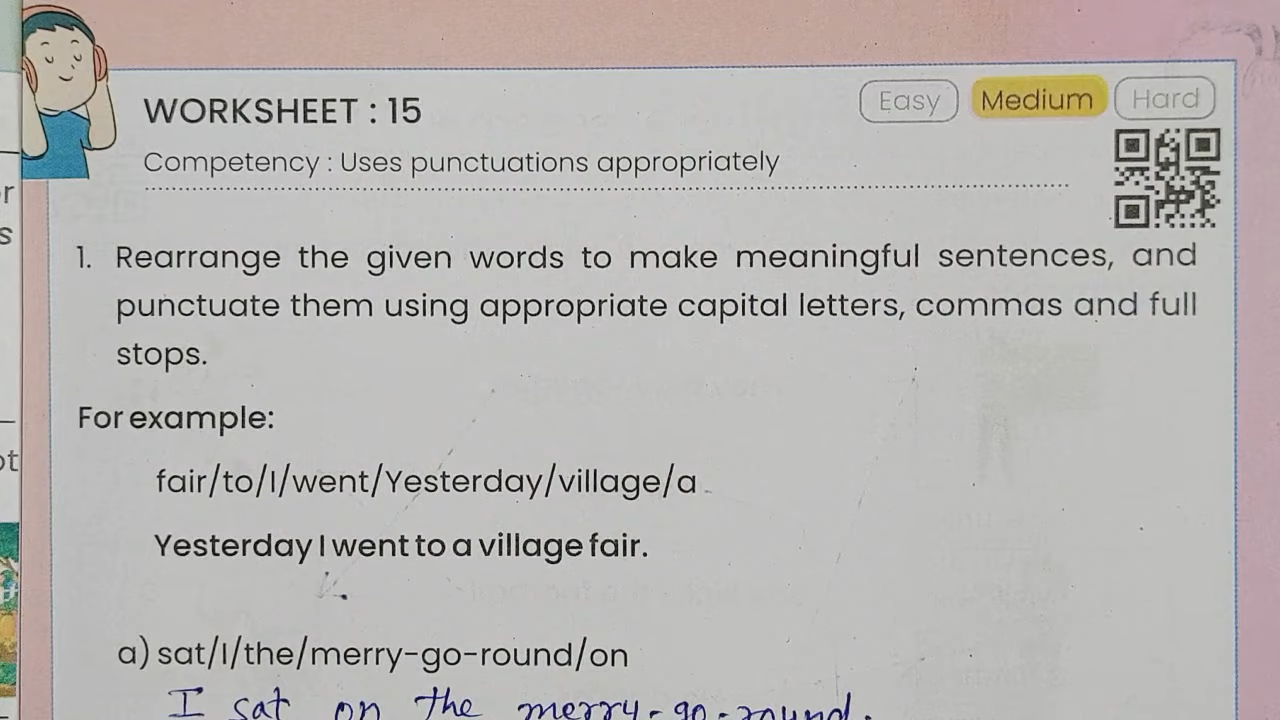 WORKSHEET : 15
Easy Medium Hard
Competency : Uses punctuations appropriately
1. Rearrange the given words to make meaningful sentences, and
punctuate them using appropriate capital letters, commas and full
stops.
For example:
fair/to/I/went/Yesterday/village/a
Yesterday I went to a village fair.
a) sat/I/the/merry-go-round/on
I sat on the merry-go-round.